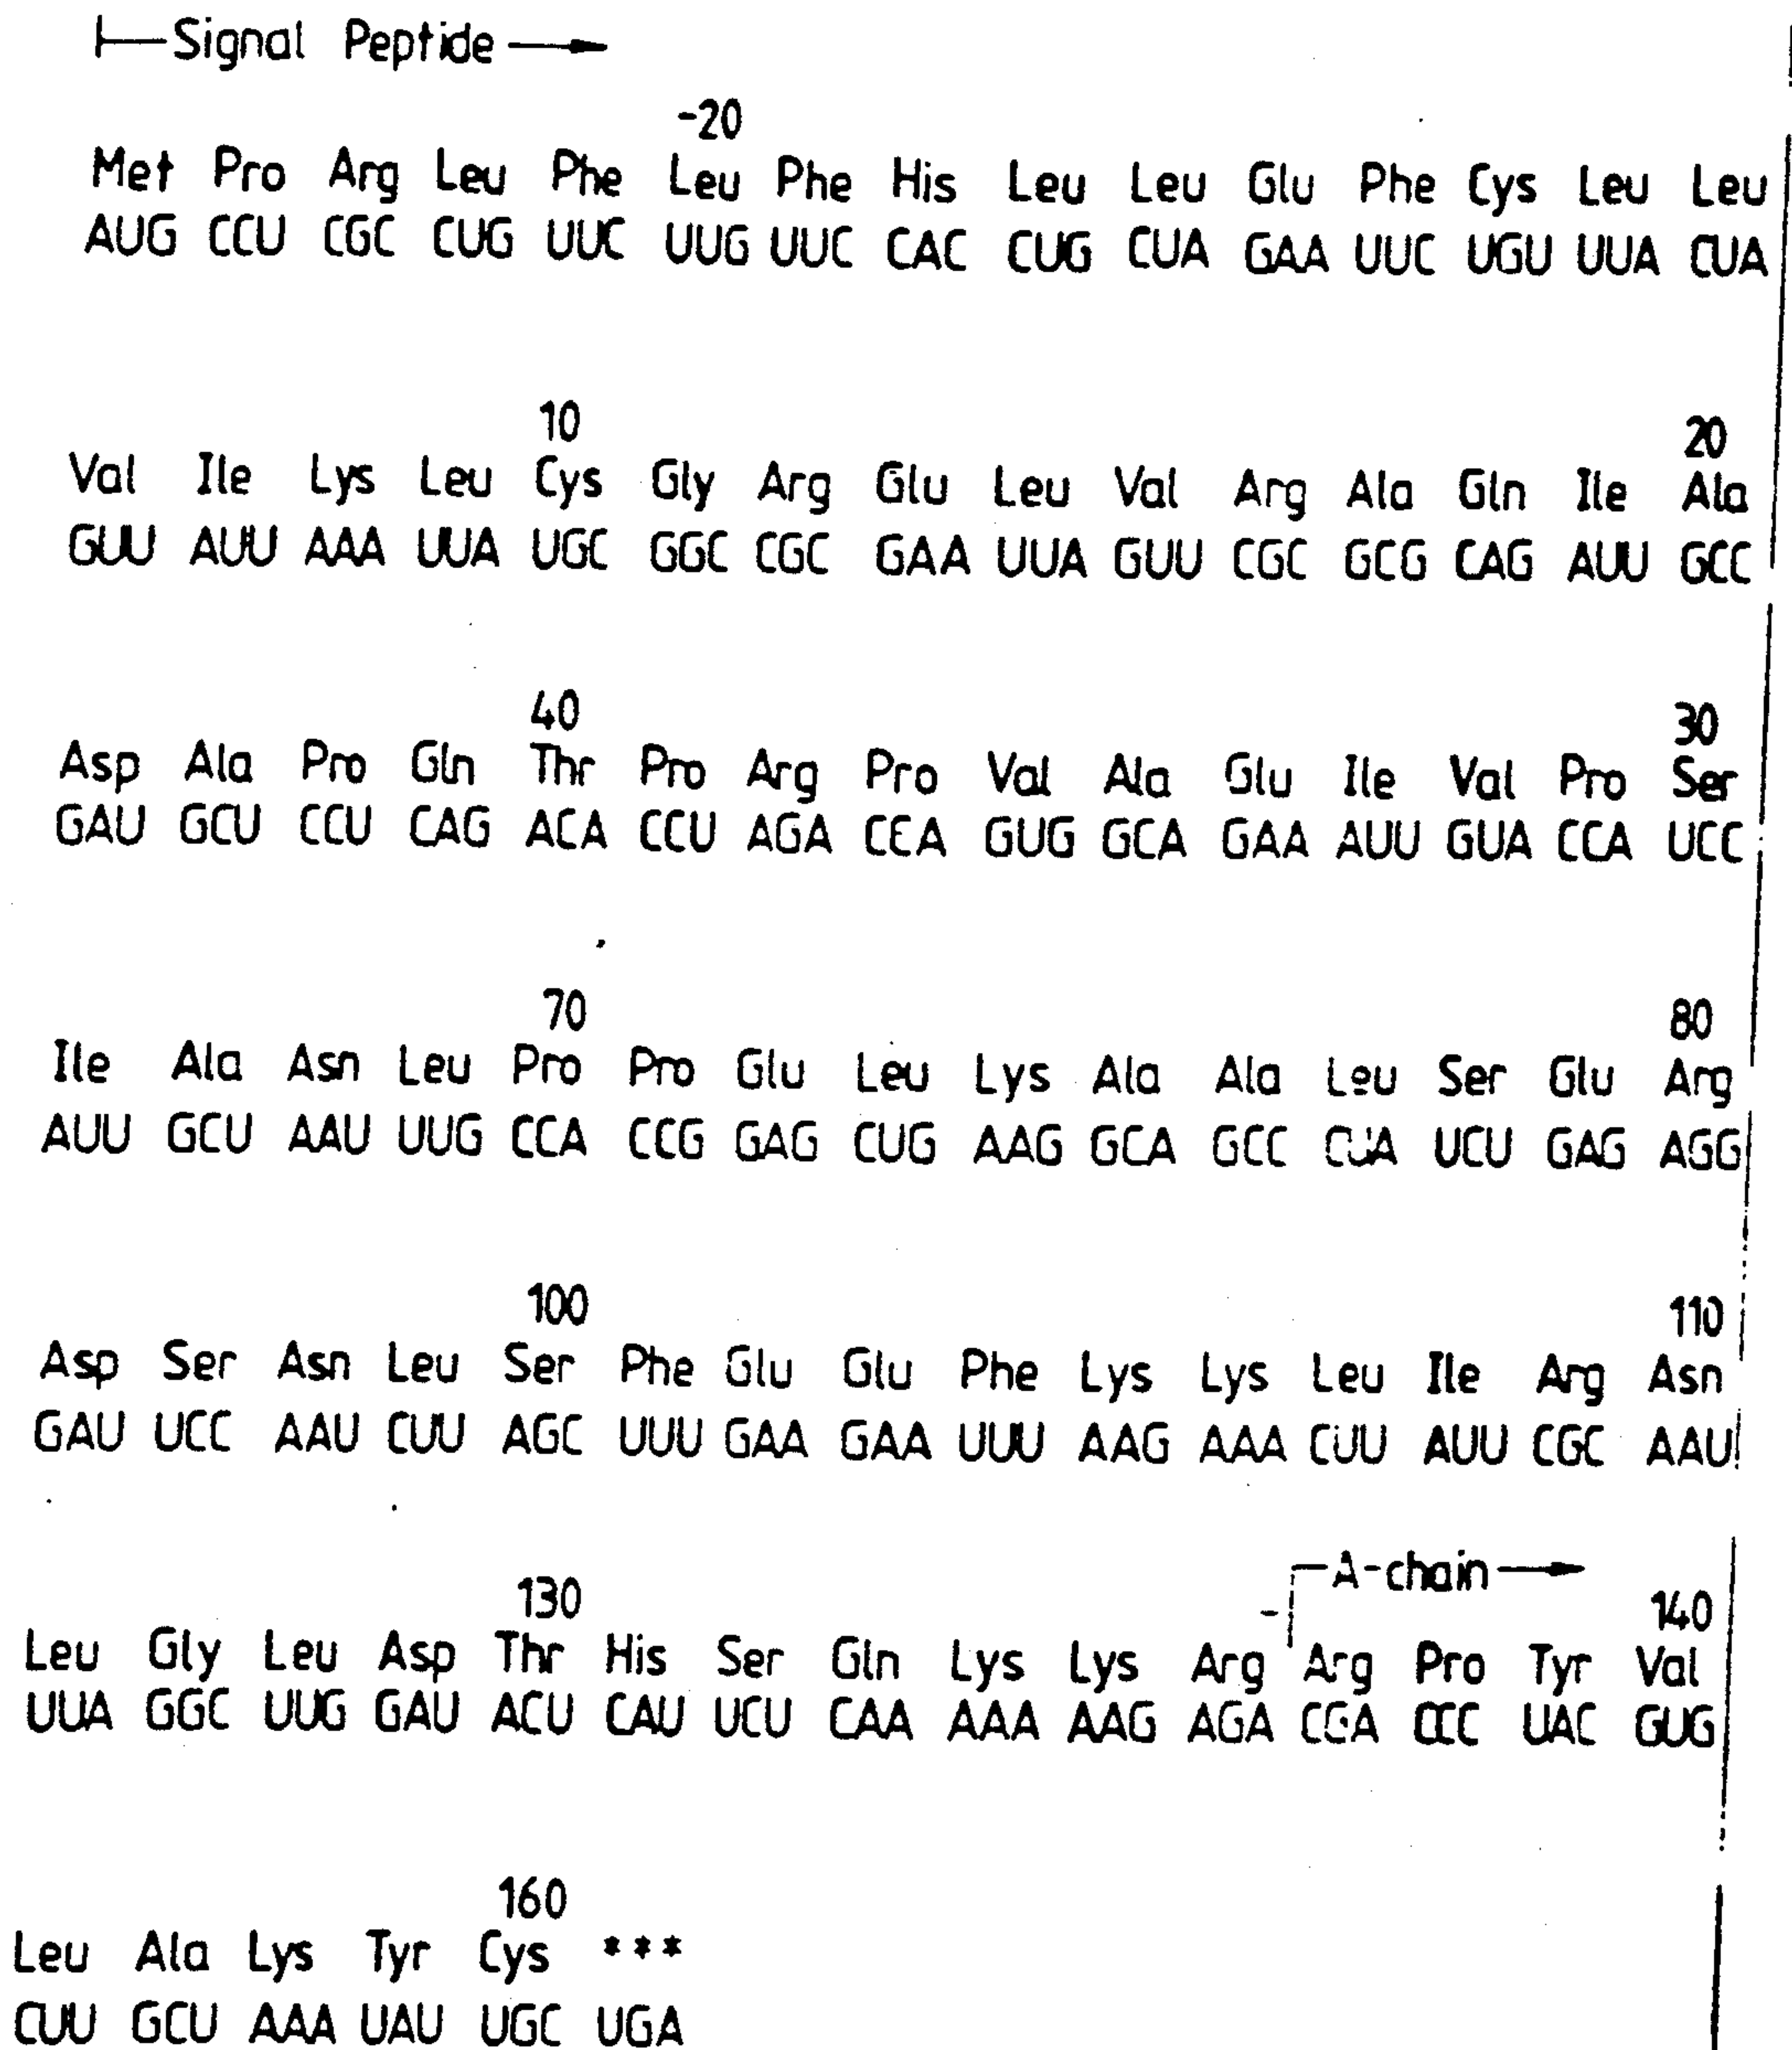 Signal Peptide
-20
Met Pro Arg Leu Phe Leu Phe His Leu Leu Glu Phe Cys Leu Leu
AUG CCU CGC CUG UUC UUG UUC CAC CUG CUA GAA UUC UGU UUA CUA
10 20
Val Ile Lys Leu Cys Gly Arg Glu Leu Val Arg Ala Gln Ile Ala
GUU AUU AAA UUA UGC GGC CGC GAA UUA GUU CGC GCG CAG AUU GCC
40 30
Asp Ala Pro Gln Thr Pro Arg Pro Val Ala Glu Ile Val Pro Ser
GAU GCU CCU CAG ACA CCU AGA CCA GUG GCA GAA AUU GUA CCA UCC
70 80
Ile Ala Asn Leu Pro Pro Glu Leu Lys Ala Ala Leu Ser Glu Arg
AUU GCU AAU UUG CCA CCG GAG CUG AAG GCA GCC CUA UCU GAG AGG
100 110
Asp Ser Asn Leu Ser Phe Glu Glu Phe Lys Lys Leu Ile Arg Asn
GAU UCC AAU CUU AGC UUU GAA GAA UUU AAG AAA CUU AUU CGC AAU
A-chain
130 140
Leu Gly Leu Asp Thr His Ser Gln Lys Lys Arg Arg Pro Tyr Val
UUA GGC UUG GAU ACU CAU UCU CAA AAA AAG AGA CGA CCC UAC GUG
160
Leu Ala Lys Tyr Cys ***
CUU GCU AAA UAU UGC UGA